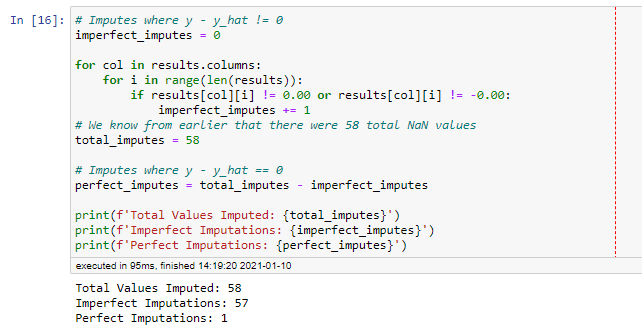 In [16]: # Imputes where y - y_hat != 0
imperfect_imputes = 0
for col in results.columns:
for i in range(len(results)):
if results[col][i] != 0.00 or results[col][i] != -0.00:
imperfect_imputes += 1
# We know from earlier that there were 58 total NaN values
total_imputes = 58
# Imputes where y - y_hat == 0
perfect_imputes = total_imputes - imperfect_imputes
print(f'Total Values Imputed: {total_imputes}')
print(f'Imperfect Imputations: {imperfect_imputes}')
print(f'Perfect Imputations: {perfect_imputes}')
executed in 95ms, finished 14:19:20 2021-01-10
Total Values Imputed: 58
Imperfect Imputations: 57
Perfect Imputations: 1